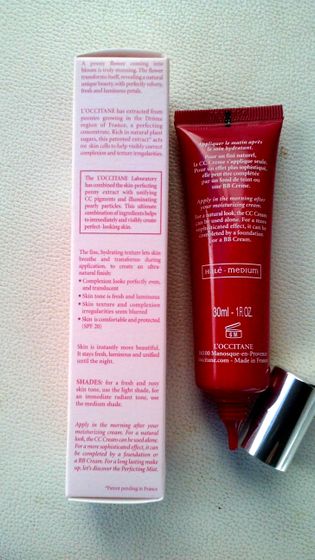 A peony flower coming into
bloom is truly stunning. The flower
transforms itself, revealing a natural
unique beauty, with perfectly velvety,
fresh and luminous petals.
L'OCCITANE has extracted from
peonies growing in the Drôme
region of France, a perfecting
concentrate. Rich in natural plant
sugars, this patented extract* acts
on skin cells to help visibly correct
complexion and texture irregularities.
The L'OCCITANE Laboratory
has combined the skin-perfecting
peony extract with unifying
CC pigments and illuminating
pearly particles. This ultimate
combination of ingredients helps
to immediately and visibly create
perfect-looking skin.
The fine, hydrating texture lets skin
breathe and transforms during
application, to create an ultra-
natural finish:
• Complexion looks perfectly even,
and translucent
• Skin tone is fresh and luminous
• Skin texture and complexion
irregularities seem blurred
• Skin is comfortable and protected
(SPF 20)
Skin is instantly more beautiful.
It stays fresh, luminous and unified
until the night.
SHADES: for a fresh and rosy
skin tone, use the light shade, for
an immediate radiant tone, use
the medium shade.
Apply in the morning after your
moisturizing cream. For a natural
look, the CC Cream can be used alone.
For a more sophisticated effect, it can
be completed by a foundation or
a BB Cream. For a long lasting make
up, let's discover the Perfecting Mist.
*Patent pending in France
Appliquer le matin après
le soin hydratant.
Pour un fini naturel,
la CC Crème s'applique seule.
Pour un effet plus sophistiqué,
elle peut être complétée
par un fond de teint ou
une BB Crème.
Apply in the morning after
your moisturizing cream.
For a natural look, the CC Cream
can be used alone. For a more
sophisticated effect, it can be
completed by a foundation
or a BB Cream.
HÂLÉ - MEDIUM
30ml - 1 Fl.OZ.
6 M
L'OCCITANE
04100 Manosque-en-Provence
loccitane.com - Made in France